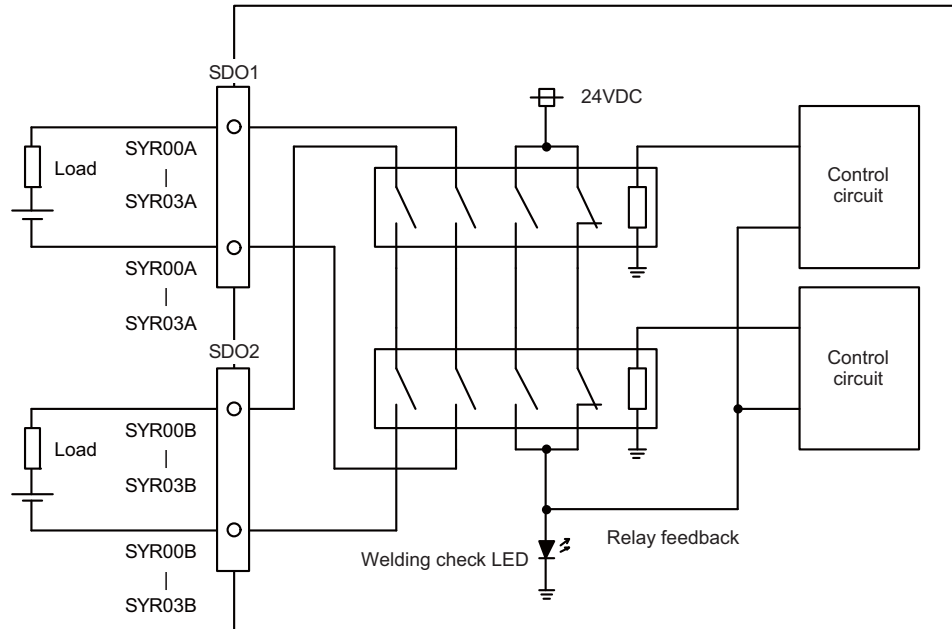 SDO1
24VDC
SYR00A
|
SYR03A
Load
Control
circuit
SYR00A
|
SYR03A
SDO2
Control
circuit
SYR00B
|
SYR03B
Load
Relay feedback
Welding check LED
SYR00B
|
SYR03B